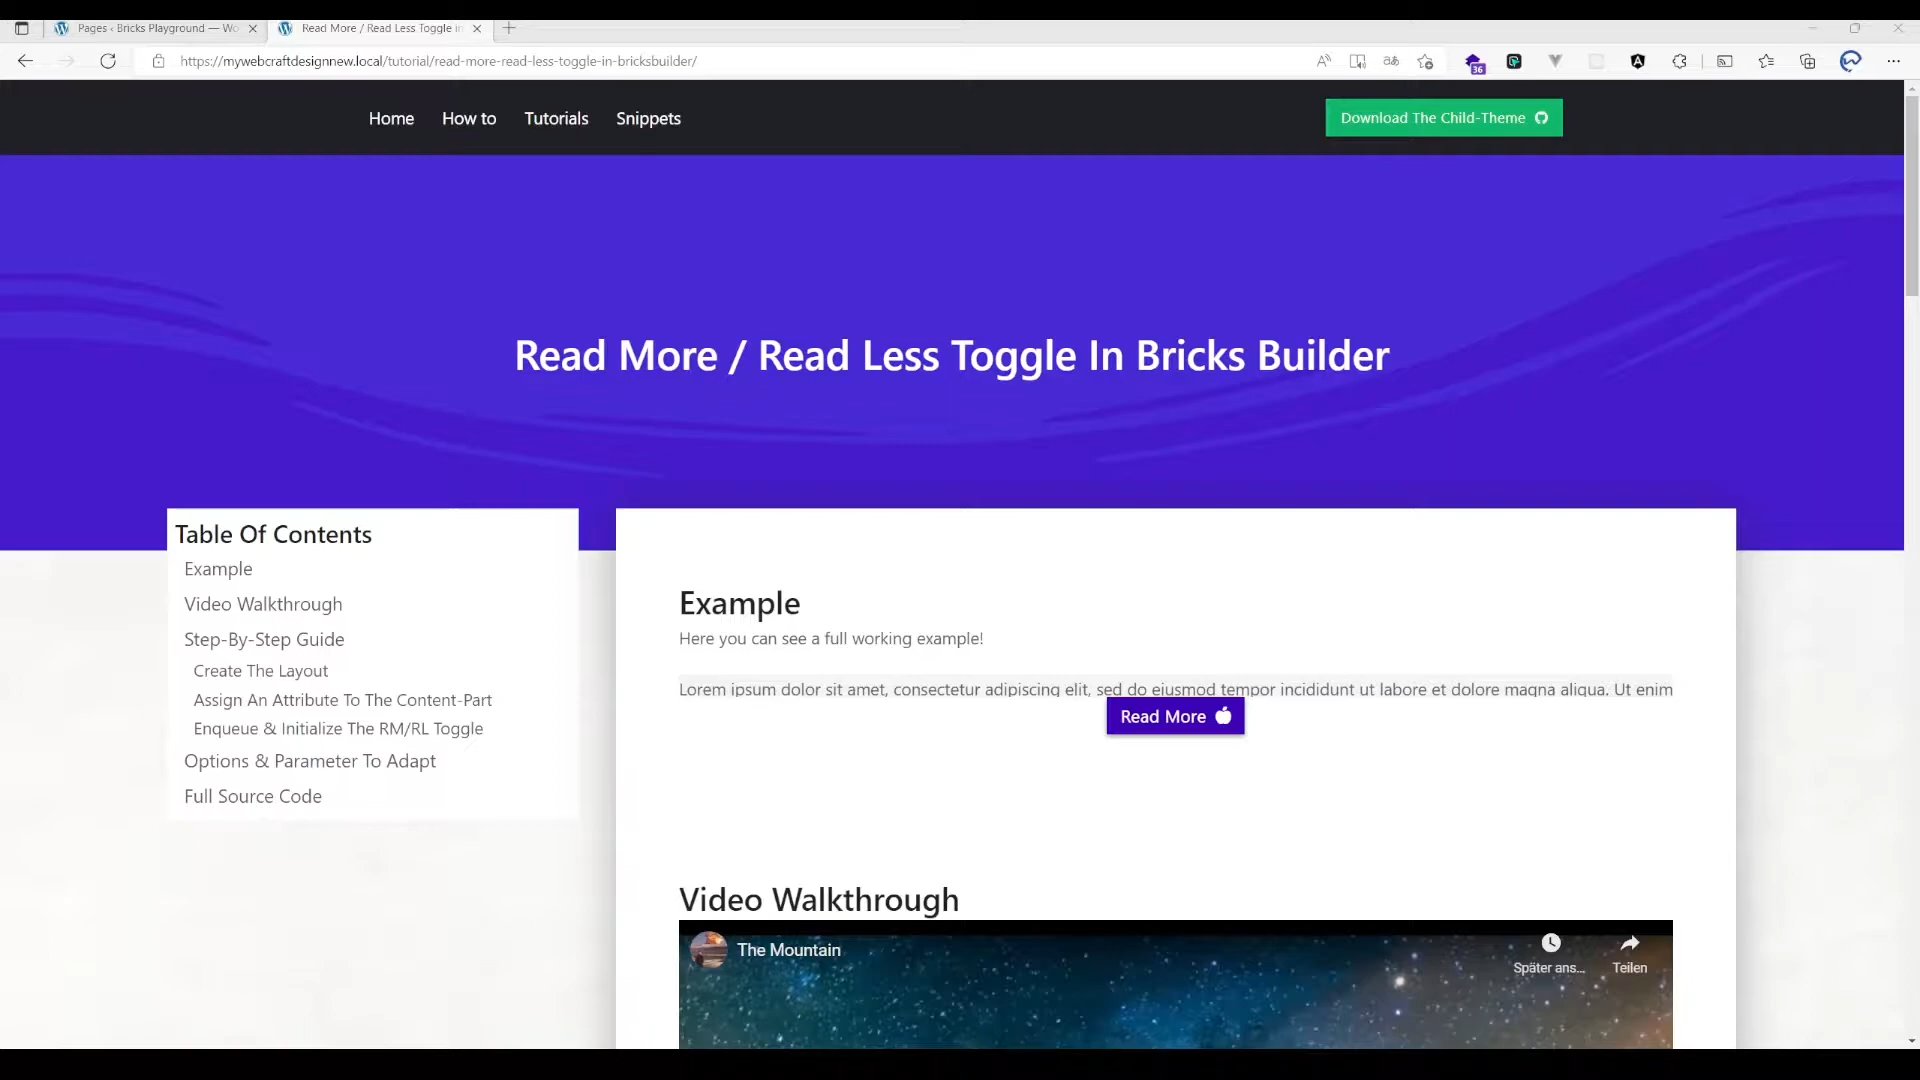 Pages ‹ Bricks Playground — Wo
Read More / Read Less Toggle in
https://mywebcraftdesignnew.local/tutorial/read-more-read-less-toggle-in-bricksbuilder/
36
Home
How to
Tutorials
Snippets
Download The Child-Theme
Read More / Read Less Toggle In Bricks Builder
Table Of Contents
Example
Video Walkthrough
Step-By-Step Guide
Create The Layout
Assign An Attribute To The Content-Part
Enqueue & Initialize The RM/RL Toggle
Options & Parameter To Adapt
Full Source Code
Example
Here you can see a full working example!
Lorem ipsum dolor sit amet, consectetur adipiscing elit, sed do eiusmod tempor incididunt ut labore et dolore magna aliqua. Ut enim
Read More
Video Walkthrough
The Mountain
Später ans...
Teilen